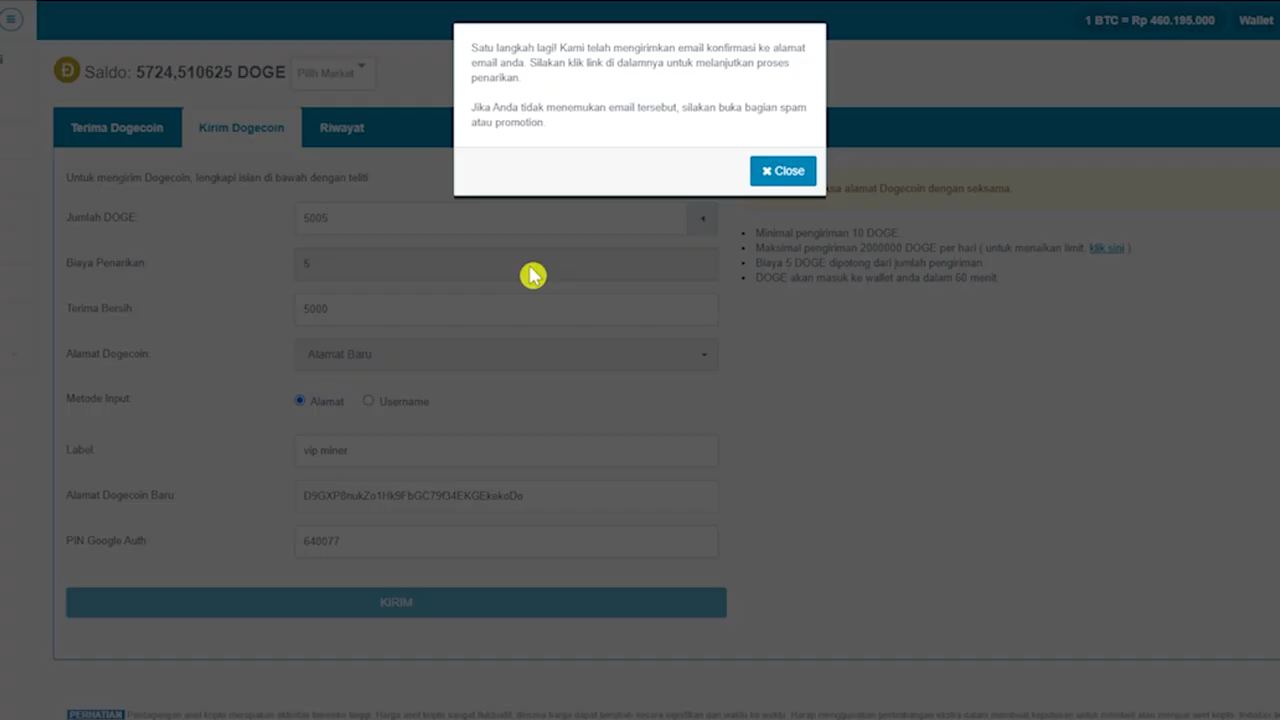 1 BTC = Rp 460.195.000 Wallet
Saldo: 5724,510625 DOGE Pilih Market
Terima Dogecoin Kirim Dogecoin Riwayat
Satu langkah lagi! Kami telah mengirimkan email konfirmasi ke alamat
email anda. Silakan klik link di dalamnya untuk melanjutkan proses
penarikan.
Jika Anda tidak menemukan email tersebut, silakan buka bagian spam
atau promotion.
✖ Close
Untuk mengirim Dogecoin, lengkapi isian di bawah dengan teliti
alamat Dogecoin dengan seksama.
Jumlah DOGE: 5005
Biaya Penarikan: 5
Terima Bersih: 5000
Alamat Dogecoin: Alamat Baru
Metode Input: Alamat Username
Label: vip miner
Alamat Dogecoin Baru:
PIN Google Auth: 640077
KIRIM
Minimal pengiriman 10 DOGE.
Maksimal pengiriman 2000000 DOGE per hari ( untuk menaikan limit, klik sini )
Biaya 5 DOGE dipotong dari jumlah pengiriman.
DOGE akan masuk ke wallet anda dalam 60 menit.
PERHATIAN